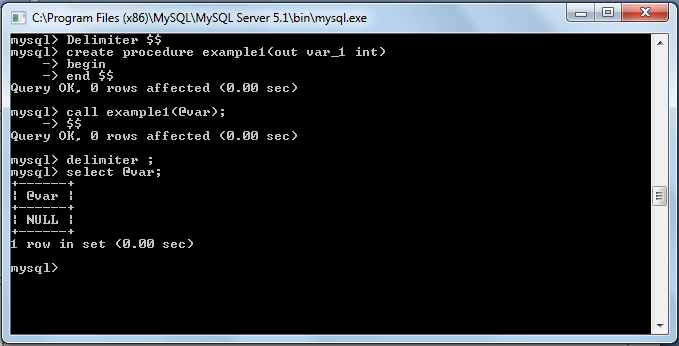 C:\Program Files (x86)\MySQL\MySQL Server 5.1\bin\mysql.exe
mysql> Delimiter $$
mysql> create procedure example1(out var_1 int)
    -> begin
    -> end $$
Query OK, 0 rows affected (0.00 sec)
mysql> call example1(@var);
    -> $$
Query OK, 0 rows affected (0.00 sec)
mysql> delimiter ;
mysql> select @var;
+------+
¦ @var ¦
+------+
¦ NULL ¦
+------+
1 row in set (0.00 sec)
mysql>